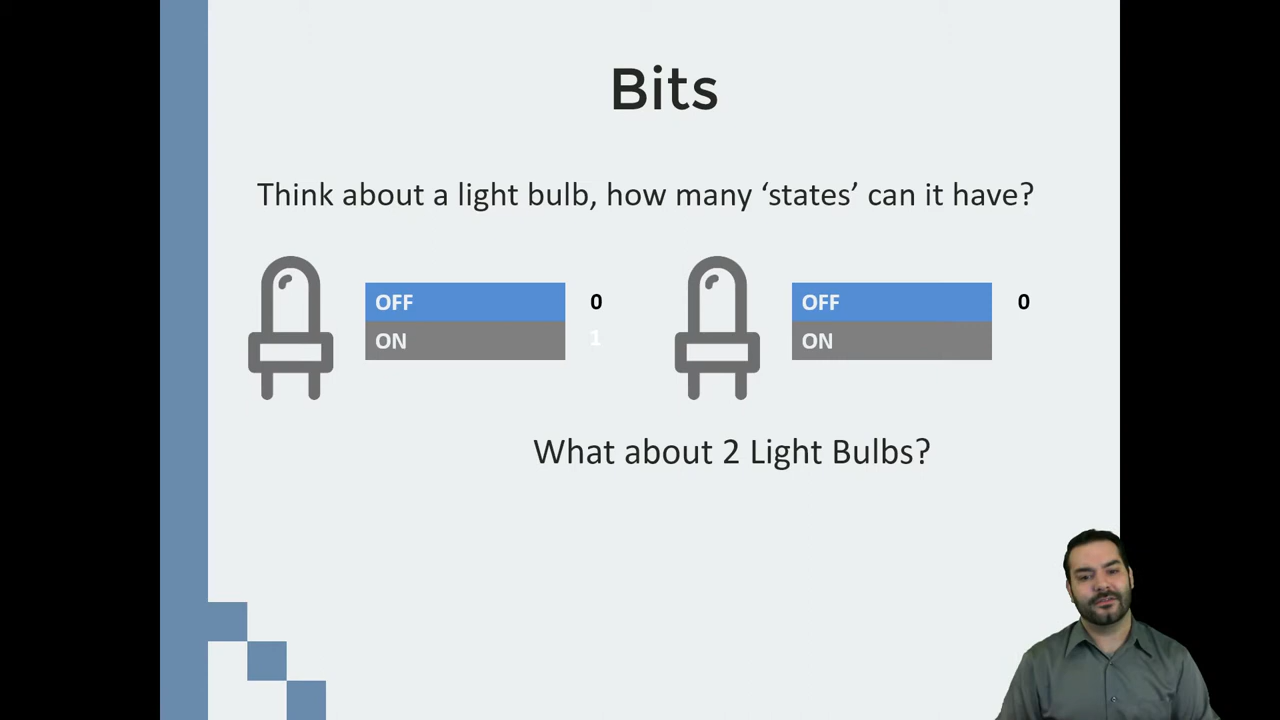 Bits
Think about a light bulb, how many ‘states’ can it have?
OFF 0 OFF 0
ON 1 ON
What about 2 Light Bulbs?